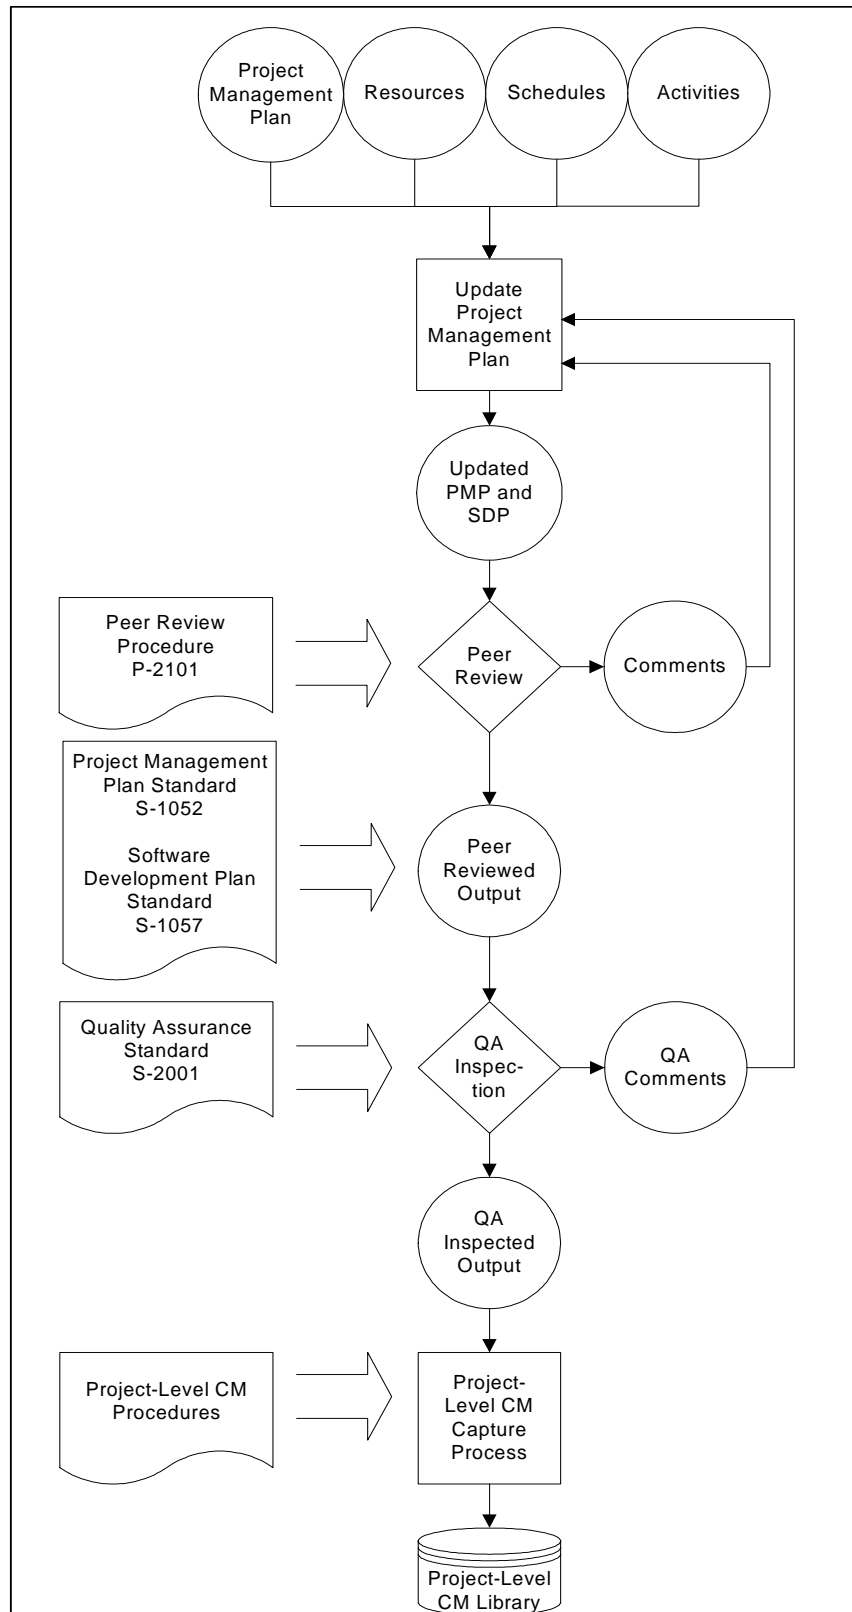 Project
Management
Plan
Resources
Schedules
Activities
Update
Project
Management
Plan
Updated
PMP and
SDP
Peer Review
Procedure
P-2101
Peer
Review
Comments
Project Management
Plan Standard
S-1052
Software
Development Plan
Standard
S-1057
Peer
Reviewed
Output
Quality Assurance
Standard
S-2001
QA
Inspec-
tion
QA
Comments
QA
Inspected
Output
Project-Level CM
Procedures
Project-
Level CM
Capture
Process
Project-Level
CM Library